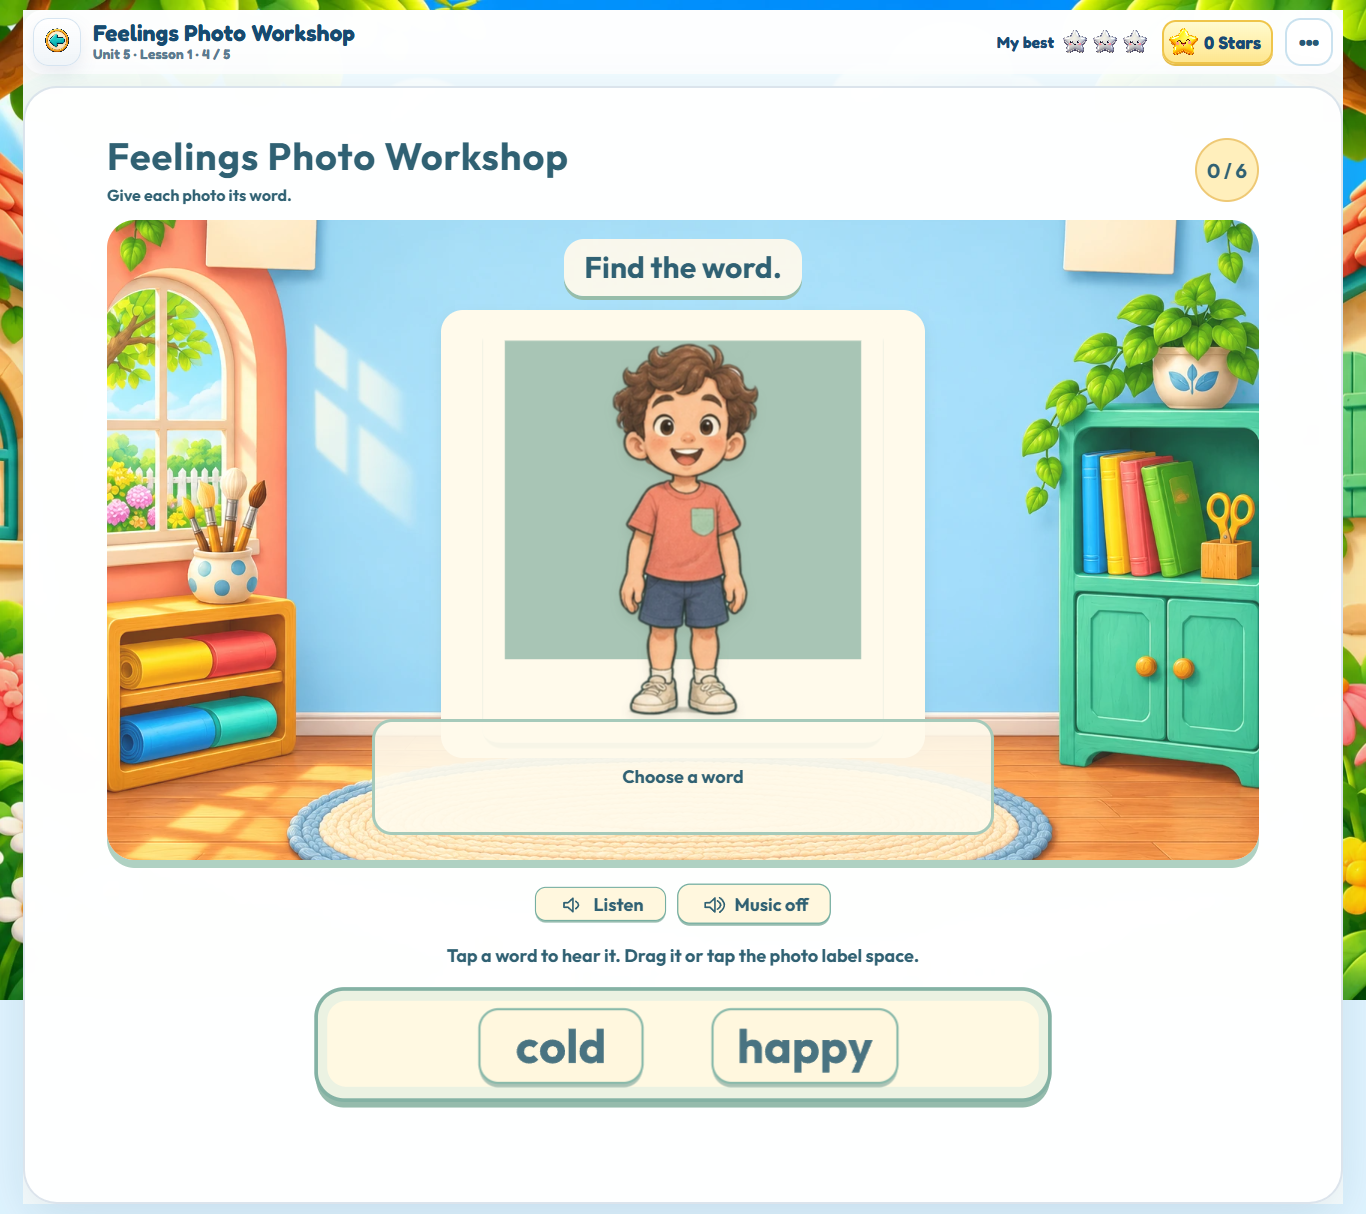 Feelings Photo Workshop
Unit 5 · Lesson 1 · 4 / 5
My best
0 Stars
Feelings Photo Workshop
Give each photo its word.
0 / 6
Find the word.
Choose a word
Listen
Music off
Tap a word to hear it. Drag it or tap the photo label space.
cold
happy